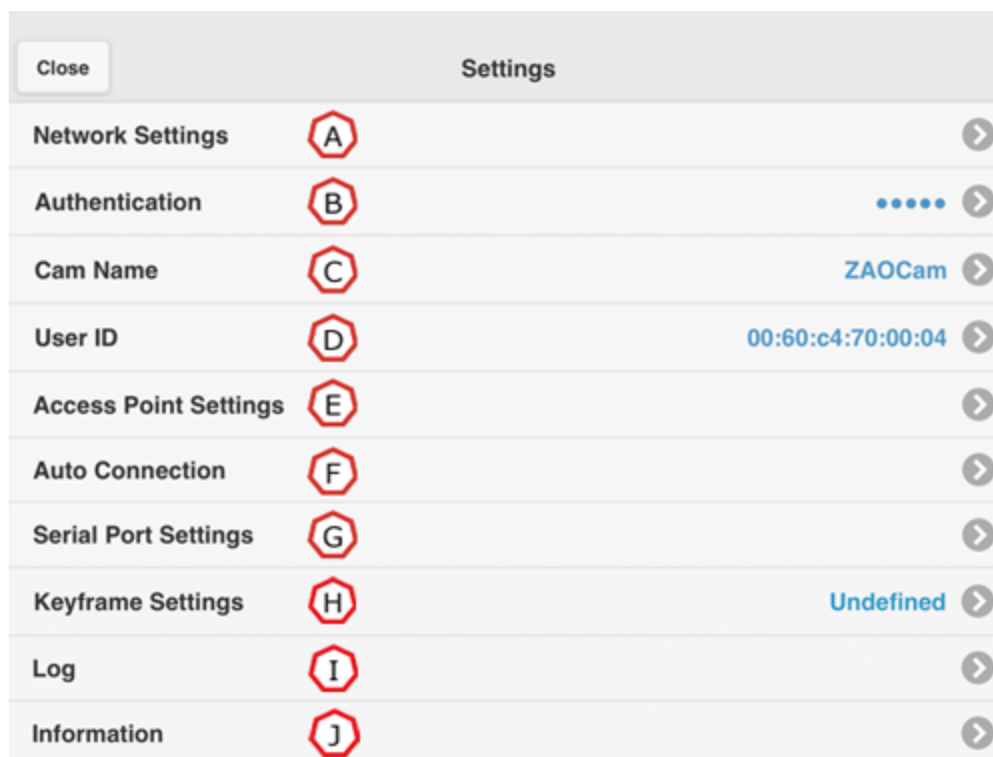 Close Settings
Network Settings A
Authentication B •••••
Cam Name C ZAOCam
User ID D 00:60:c4:70:00:04
Access Point Settings E
Auto Connection F
Serial Port Settings G
Keyframe Settings H Undefined
Log I
Information J